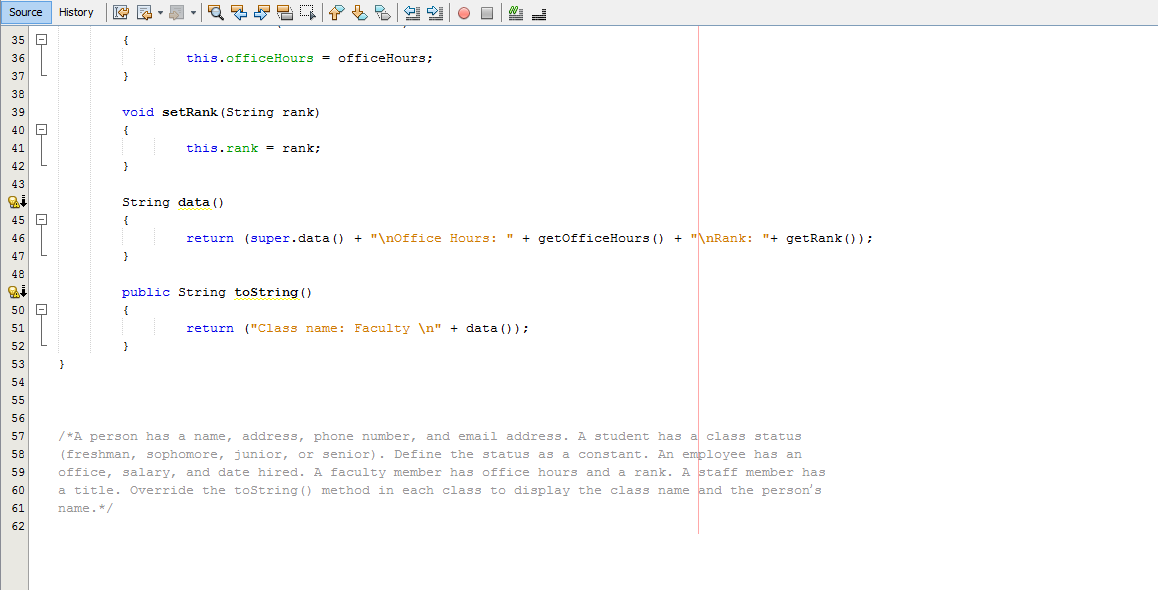 Source History
35 {
36 this.officeHours = officeHours;
37 }
38
39 void setRank(String rank)
40 {
41 this.rank = rank;
42 }
43
String data()
45 {
46 return (super.data() + "\nOffice Hours: " + getOfficeHours() + "\nRank: "+ getRank());
47 }
48
public String toString()
50 {
51 return ("Class name: Faculty \n" + data());
52 }
53 }
54
55
56
57 /*A person has a name, address, phone number, and email address. A student has a class status
58 (freshman, sophomore, junior, or senior). Define the status as a constant. An employee has an
59 office, salary, and date hired. A faculty member has office hours and a rank. A staff member has
60 a title. Override the toString() method in each class to display the class name and the person's
61 name.*/
62